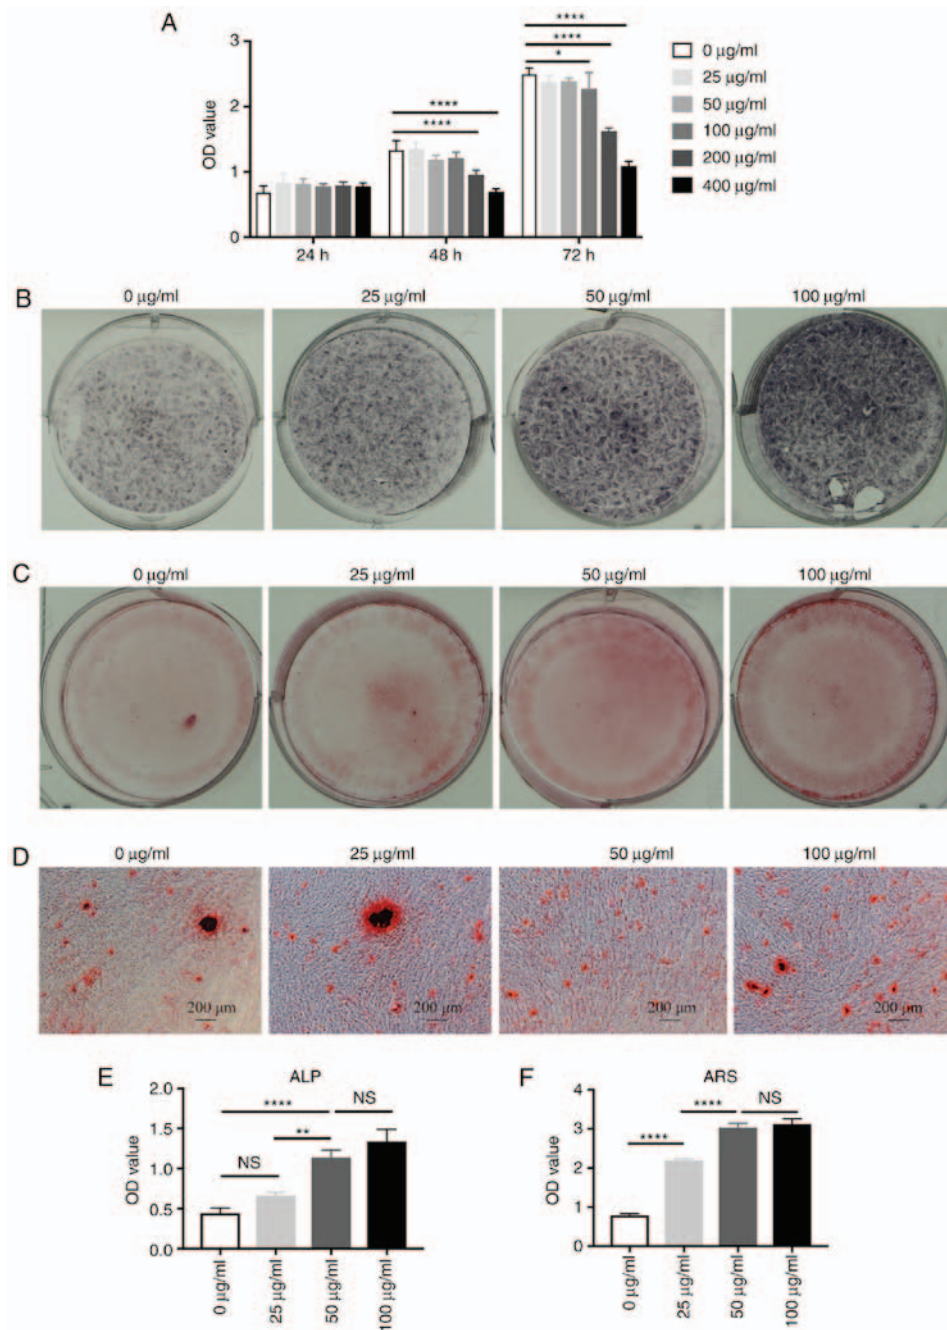 A
3
2
1
0
OD value
****
****
****
****
*
24 h
48 h
72 h
0 μg/ml
25 μg/ml
50 μg/ml
100 μg/ml
200 μg/ml
400 μg/ml
B
0 μg/ml 25 μg/ml 50 μg/ml 100 μg/ml
C
0 μg/ml 25 μg/ml 50 μg/ml 100 μg/ml
D
0 μg/ml 25 μg/ml 50 μg/ml 100 μg/ml
200 μm 200 μm 200 μm 200 μm
E
ALP
2.0
1.5
1.0
0.5
0.0
OD value
**** NS
**
NS
0 μg/ml
25 μg/ml
50 μg/ml
100 μg/ml
F
ARS
4
3
2
1
0
OD value
**** NS
****
0 μg/ml
25 μg/ml
50 μg/ml
100 μg/ml